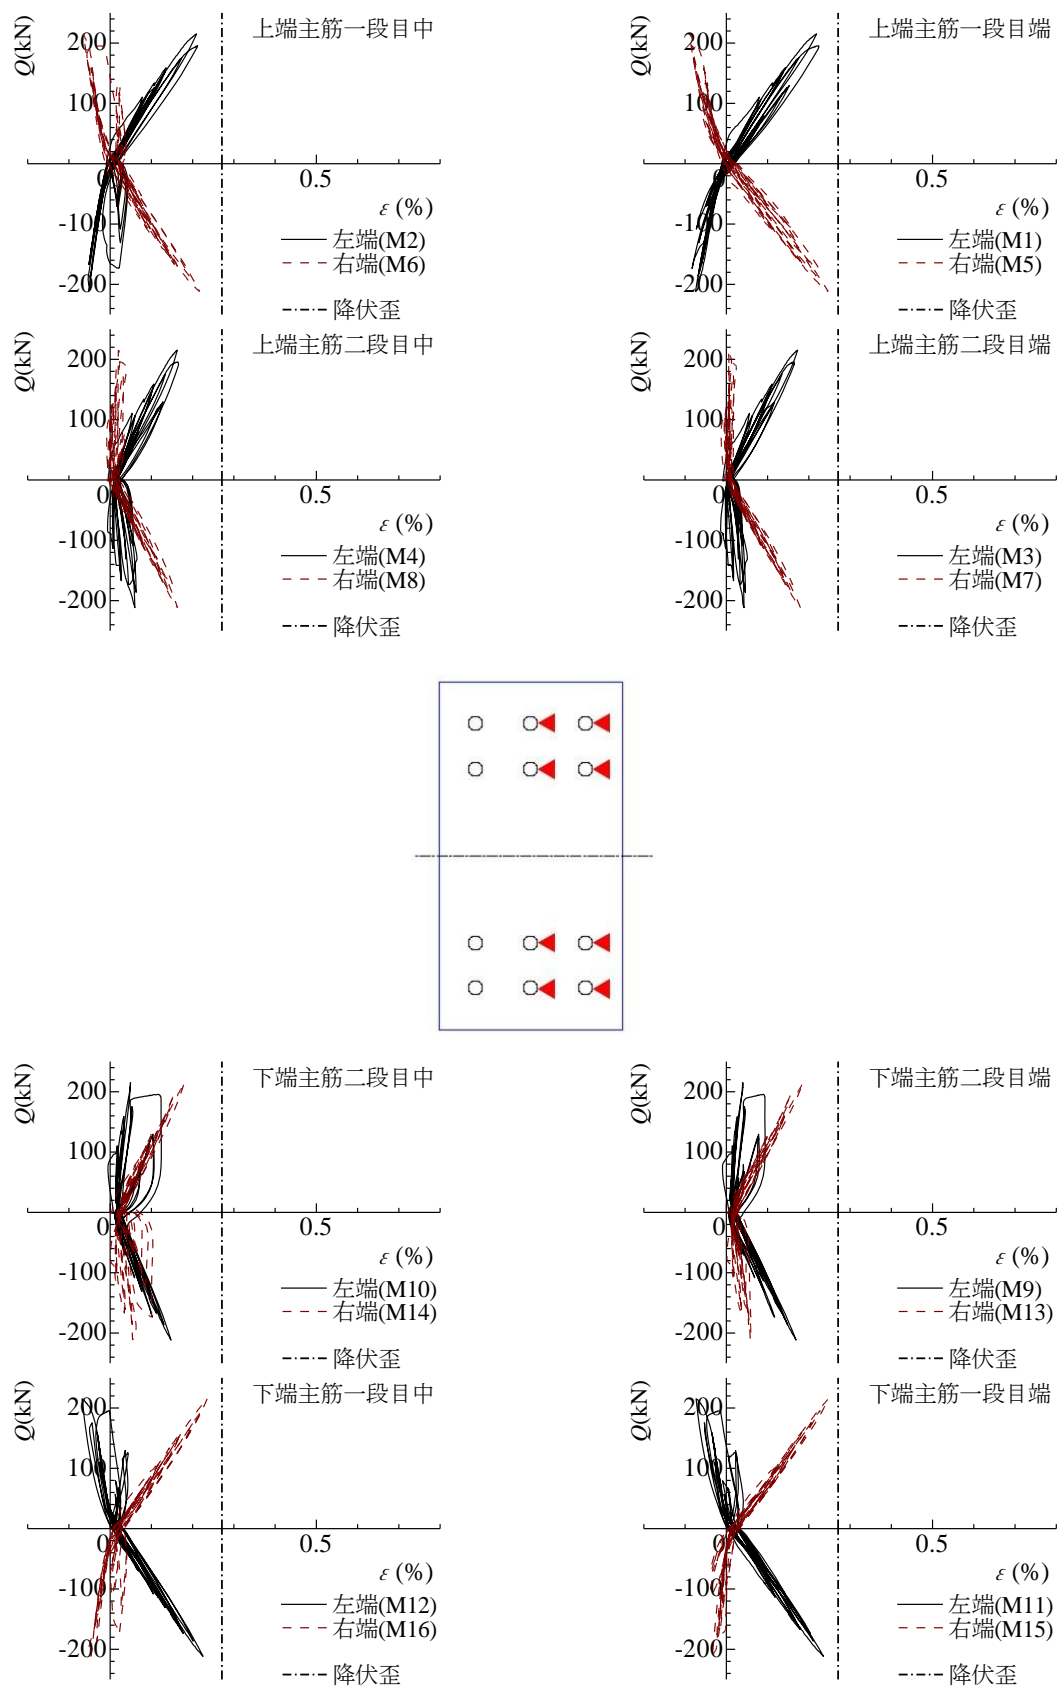 上端主筋一段目中
Q(kN)
200
100
0
0.5
-100
-200
ε (%)
左端(M2)
右端(M6)
降伏歪
上端主筋一段目端
Q(kN)
200
100
0
0.5
-100
-200
ε (%)
左端(M1)
右端(M5)
降伏歪
上端主筋二段目中
Q(kN)
200
100
0
0.5
-100
-200
ε (%)
左端(M4)
右端(M8)
降伏歪
上端主筋二段目端
Q(kN)
200
100
0
0.5
-100
-200
ε (%)
左端(M3)
右端(M7)
降伏歪
下端主筋二段目中
Q(kN)
200
100
0
0.5
-100
-200
ε (%)
左端(M10)
右端(M14)
降伏歪
下端主筋二段目端
Q(kN)
200
100
0
0.5
-100
-200
ε (%)
左端(M9)
右端(M13)
降伏歪
下端主筋一段目中
Q(kN)
200
100
0
0.5
-100
-200
ε (%)
左端(M12)
右端(M16)
降伏歪
下端主筋一段目端
Q(kN)
200
100
0
0.5
-100
-200
ε (%)
左端(M11)
右端(M15)
降伏歪